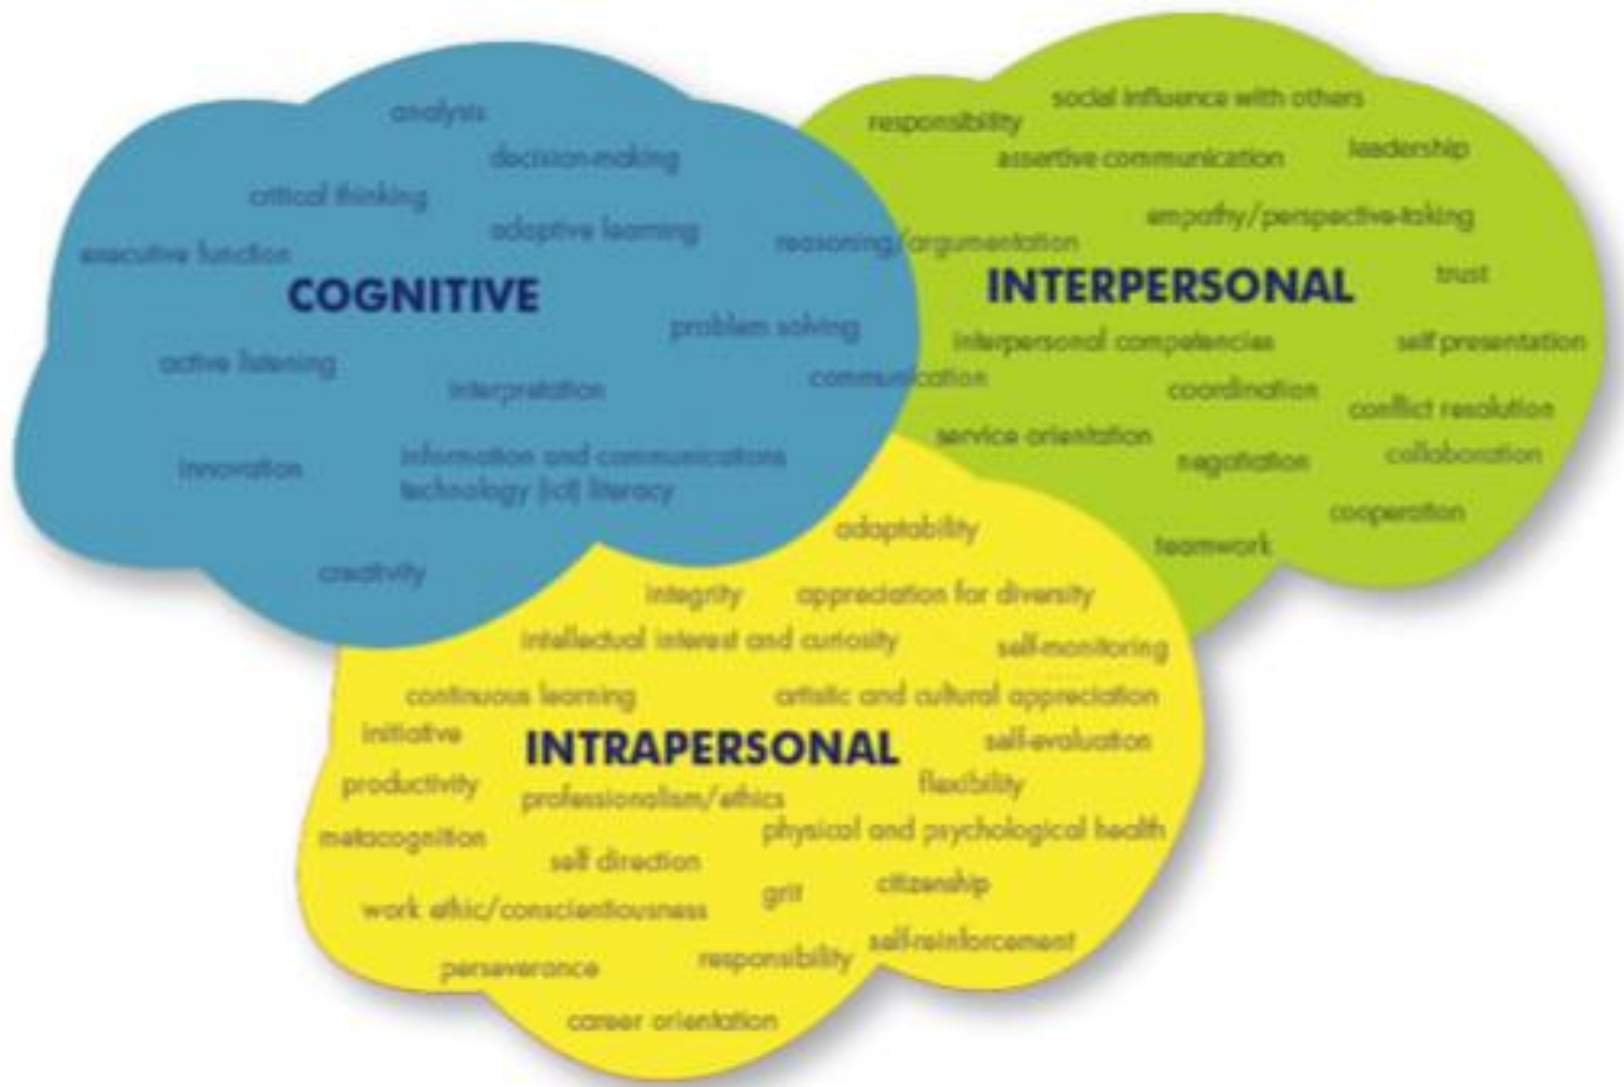 analysis
decision-making
critical thinking
adaptive learning
executive function
COGNITIVE
problem solving
active listening
interpretation
innovation
information and communications
technology (ict) literacy
creativity
reasoning/argumentation
communication
social influence with others
responsibility
assertive communication
leadership
empathy/perspective-taking
trust
INTERPERSONAL
interpersonal competencies
self presentation
coordination
conflict resolution
service orientation
negotiation
collaboration
cooperation
teamwork
adaptability
integrity
appreciation for diversity
intellectual interest and curiosity
self-monitoring
continuous learning
artistic and cultural appreciation
initiative
INTRAPERSONAL
self-evaluation
productivity
professionalism/ethics
flexibility
metacognition
physical and psychological health
self direction
grit
citizenship
work ethic/conscientiousness
self-reinforcement
perseverance
responsibility
career orientation